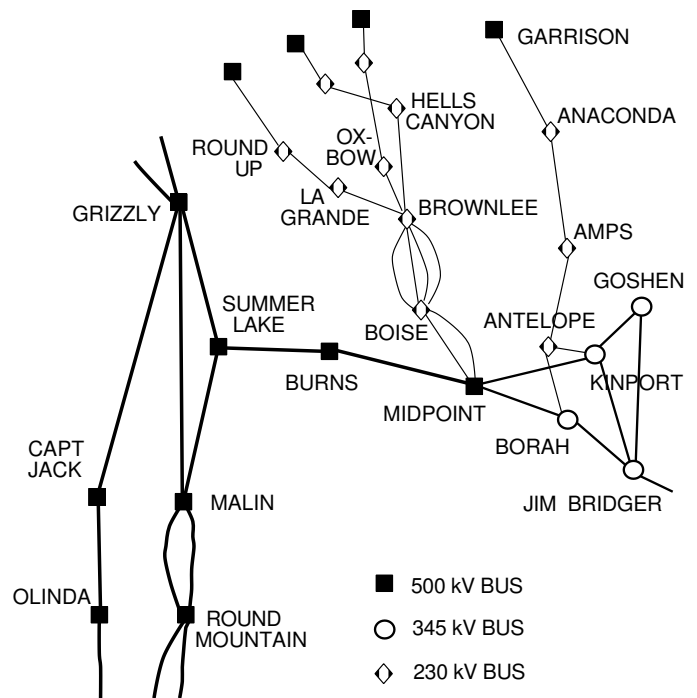 GARRISON
HELLS
CANYON
ANACONDA
OX-
BOW
ROUND
UP
LA
GRANDE
BROWNLEE
GRIZZLY
AMPS
GOSHEN
SUMMER
LAKE
ANTELOPE
BOISE
BURNS
KINPORT
MIDPOINT
BORAH
CAPT
JACK
MALIN
JIM BRIDGER
OLINDA
ROUND
MOUNTAIN
500 kV BUS
345 kV BUS
230 kV BUS